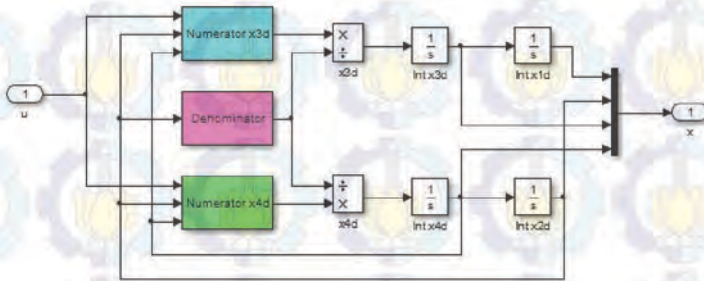 Numerator x3d
×
÷
x3d
1
s
Int x3d
1
s
Int x1d
1
u
Denominator
1
x
Numerator x4d
÷
×
x4d
1
s
Int x4d
1
s
Int x2d